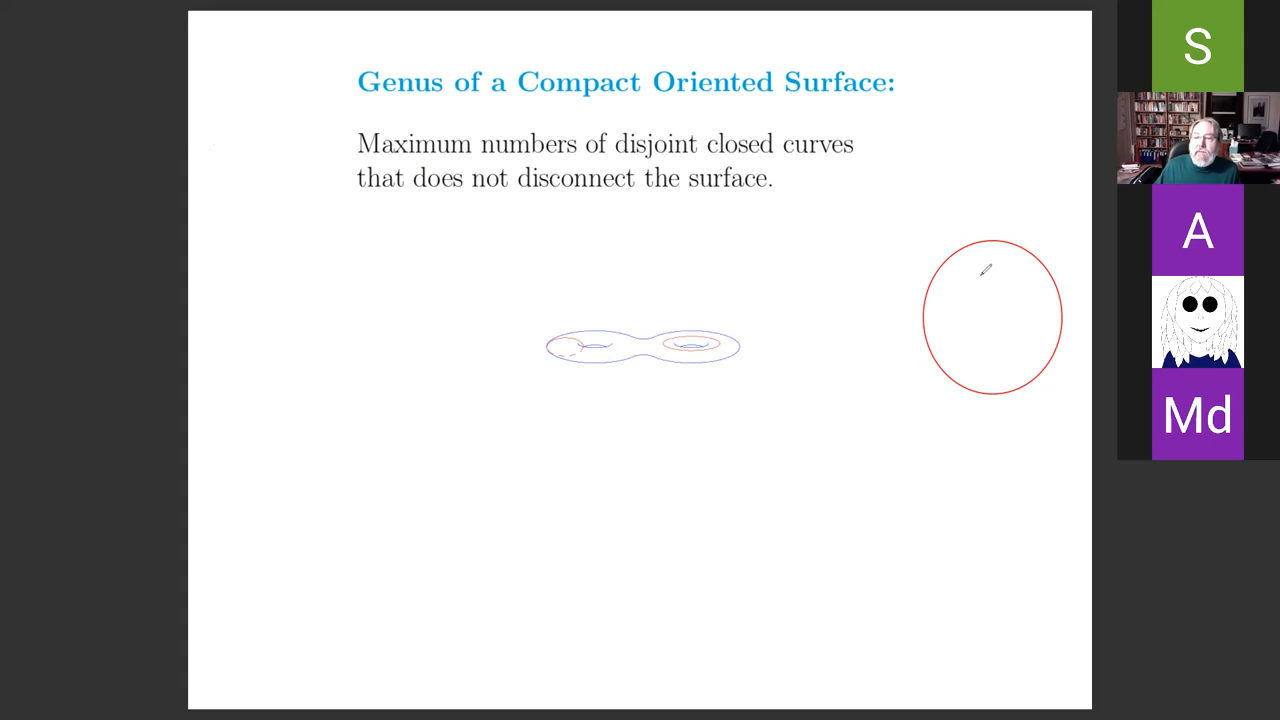 Genus of a Compact Oriented Surface:
Maximum numbers of disjoint closed curves
that does not disconnect the surface.
S
A
Md